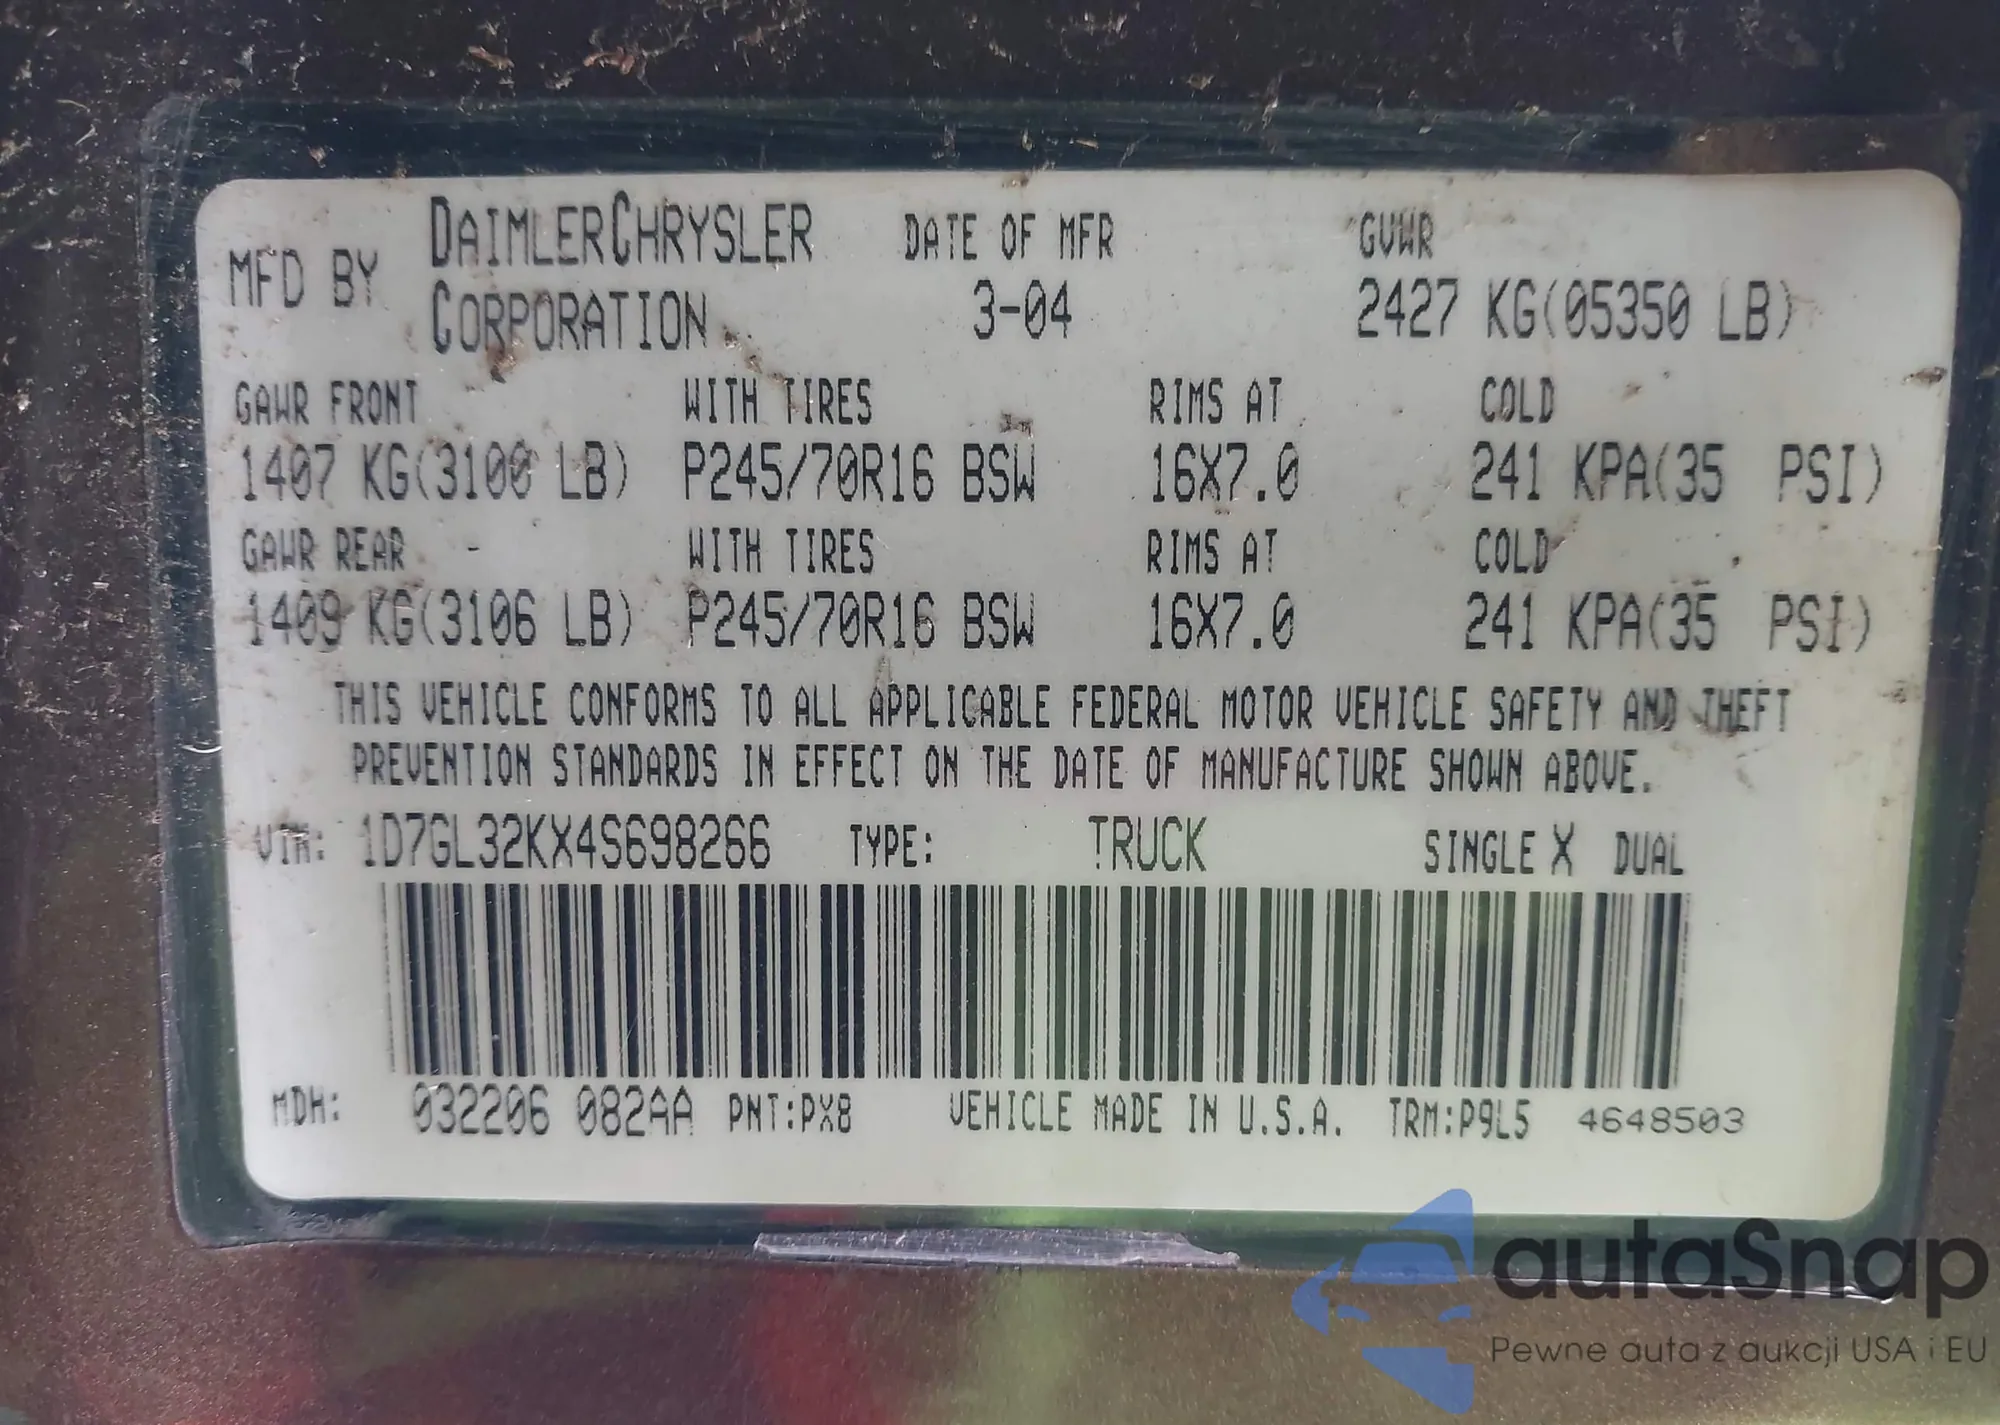 MFD BY DAIMLERCHRYSLER CORPORATION DATE OF MFR 3-04 GVWR 2427 KG(05350 LB)
GAWR FRONT WITH TIRES RIMS AT COLD
1407 KG(3100 LB) P245/70R16 BSW 16X7.0 241 KPA(35 PSI)
GAWR REAR WITH TIRES RIMS AT COLD
1409 KG(3106 LB) P245/70R16 BSW 16X7.0 241 KPA(35 PSI)
THIS VEHICLE CONFORMS TO ALL APPLICABLE FEDERAL MOTOR VEHICLE SAFETY AND THEFT
PREVENTION STANDARDS IN EFFECT ON THE DATE OF MANUFACTURE SHOWN ABOVE.
VIN: 1D7GL32KX4S698266 TYPE: TRUCK SINGLE X DUAL
MDH: 032206 082AA PNT:PX8 VEHICLE MADE IN U.S.A. TRM:P9L5 4648503
autaSnap
Pewne auta z aukcji USA i EU